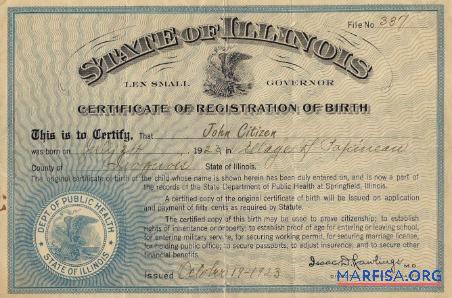 File No. 387
STATE OF ILLINOIS
LEN SMALL GOVERNOR
CERTIFICATE OF REGISTRATION OF BIRTH
This is to Certify, That John Citizen
was born on July 1923 in Village of Papineau
County of Iroquois State of Illinois.
The original certificate of birth of the child whose name is shown herein has been duly entered on, and is now a part of
the records of the State Department of Public Health at Springfield, Illinois.
A certified copy of the original certificate of birth will be issued on application
and payment of fifty cents as required by Statute.
The certified copy of this birth may be used to prove citizenship; to establish
rights of inheritance or property; to establish proof of age for entering or leaving school,
for entering military service, for securing working permit, for securing marriage license,
for holding public office; to secure passports; to adjust insurance, and to secure other
financial benefits.
DEPT OF PUBLIC HEALTH
STATE OF ILLINOIS
Isaac D. Rawlings M.D.
Issued October 19-1923
MARFISA.ORG